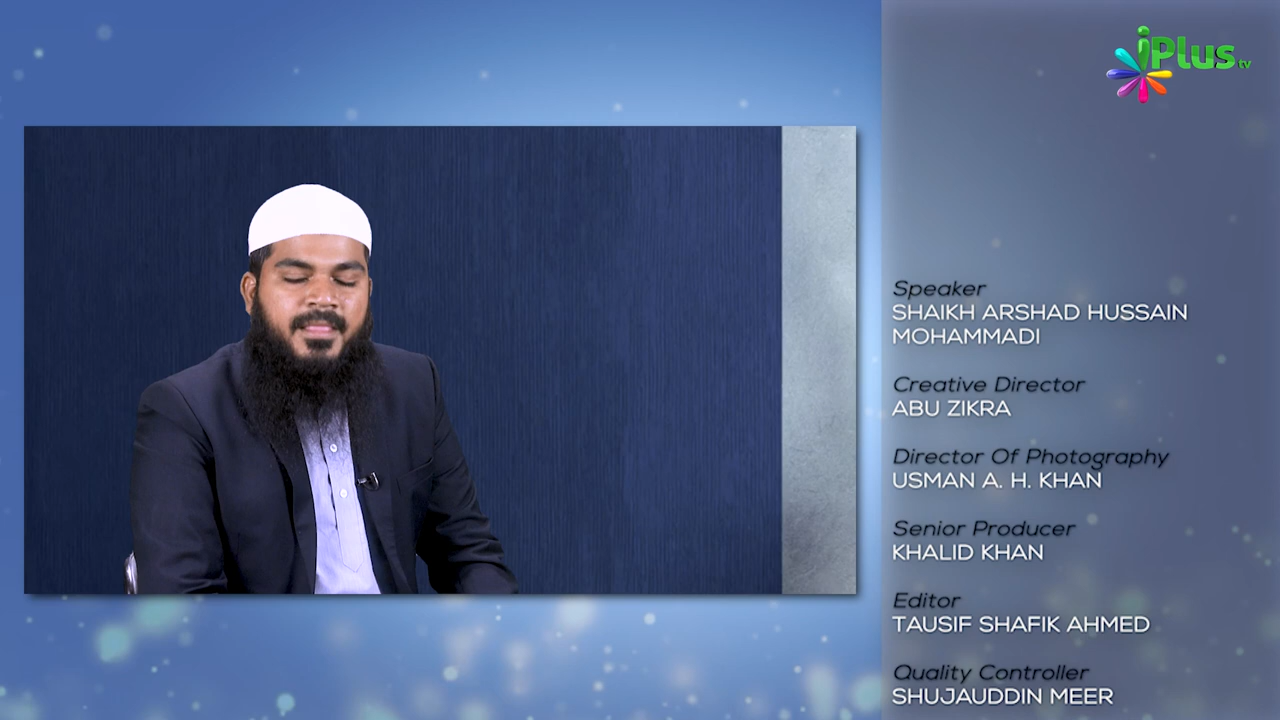 iPlus tv
Speaker
SHAIKH ARSHAD HUSSAIN
MOHAMMADI
Creative Director
ABU ZIKRA
Director Of Photography
USMAN A. H. KHAN
Senior Producer
KHALID KHAN
Editor
TAUSIF SHAFIK AHMED
Quality Controller
SHUJAUDDIN MEER